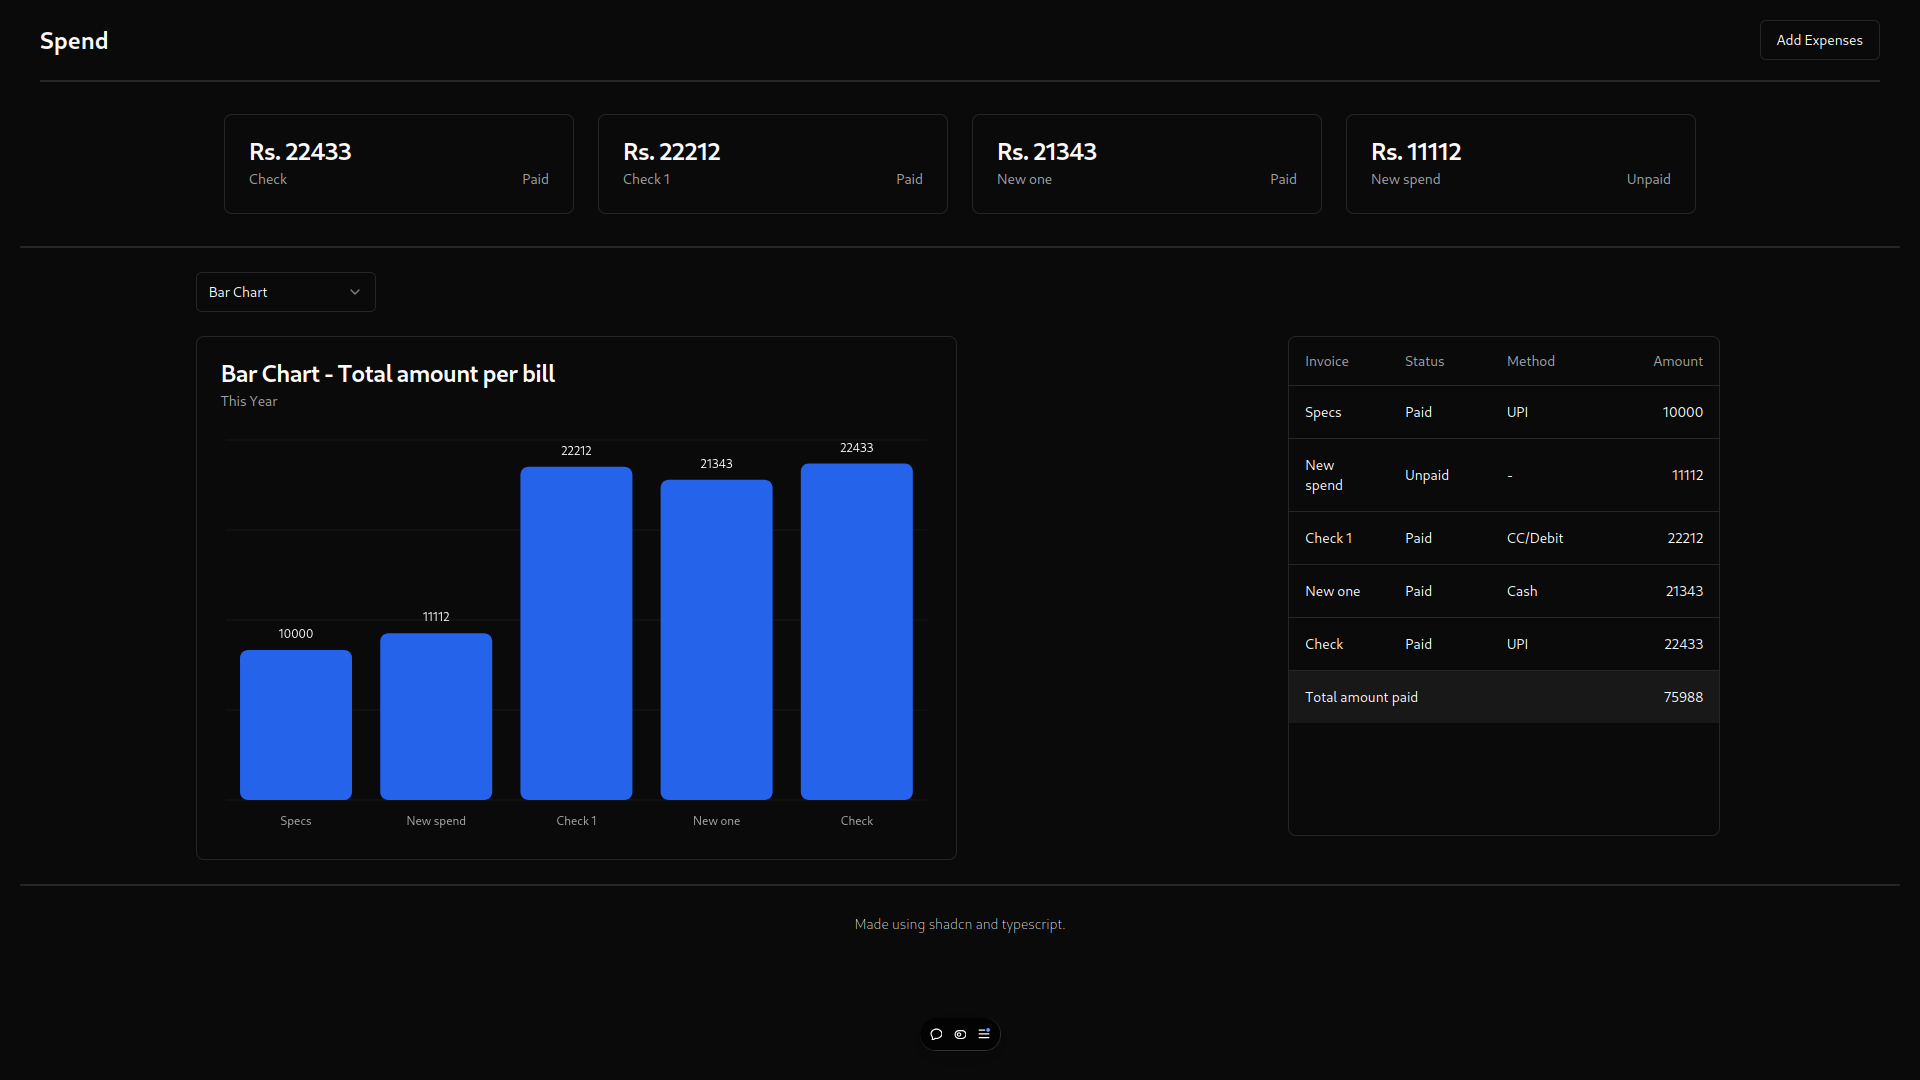 Spend
Add Expenses
Rs. 22433
Check Paid
Rs. 22212
Check 1 Paid
Rs. 21343
New one Paid
Rs. 11112
New spend Unpaid
Bar Chart
Bar Chart - Total amount per bill
This Year
10000
11112
22212
21343
22433
Specs
New spend
Check 1
New one
Check
Invoice Status Method Amount
Specs Paid UPI 10000
New spend Unpaid - 11112
Check 1 Paid CC/Debit 22212
New one Paid Cash 21343
Check Paid UPI 22433
Total amount paid 75988
Made using shadcn and typescript.